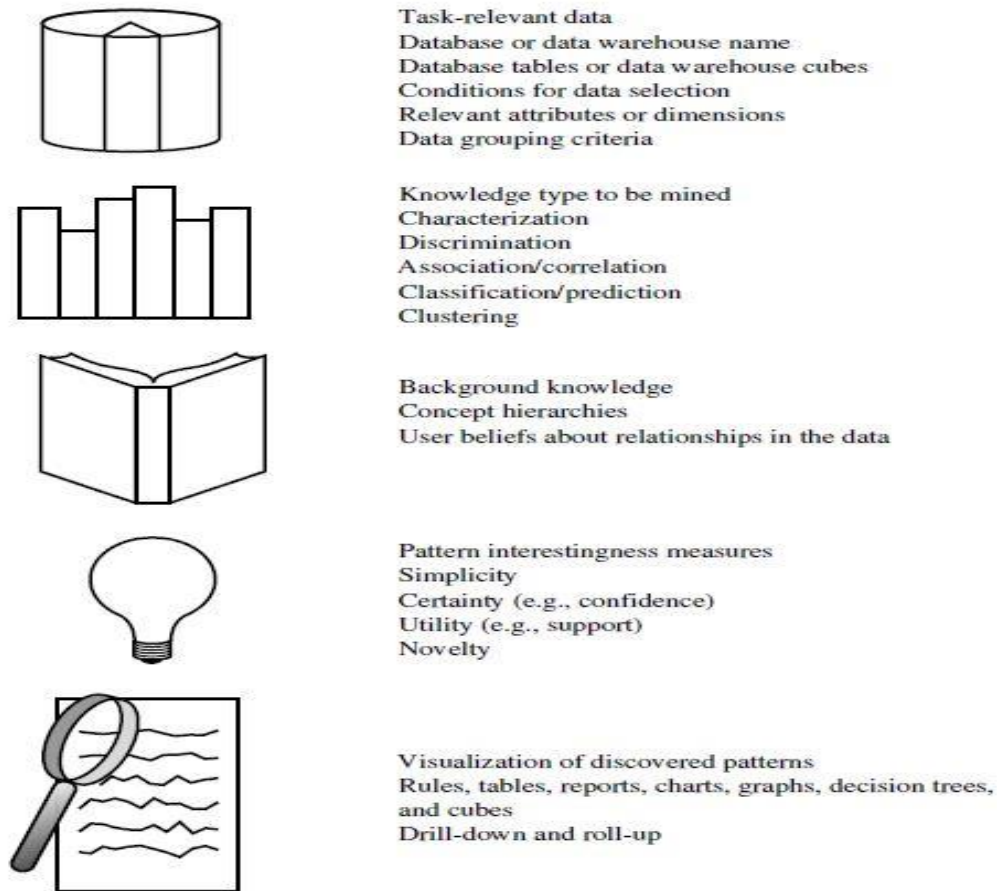 Task-relevant data
Database or data warehouse name
Database tables or data warehouse cubes
Conditions for data selection
Relevant attributes or dimensions
Data grouping criteria
Knowledge type to be mined
Characterization
Discrimination
Association/correlation
Classification/prediction
Clustering
Background knowledge
Concept hierarchies
User beliefs about relationships in the data
Pattern interestingness measures
Simplicity
Certainty (e.g., confidence)
Utility (e.g., support)
Novelty
Visualization of discovered patterns
Rules, tables, reports, charts, graphs, decision trees,
and cubes
Drill-down and roll-up